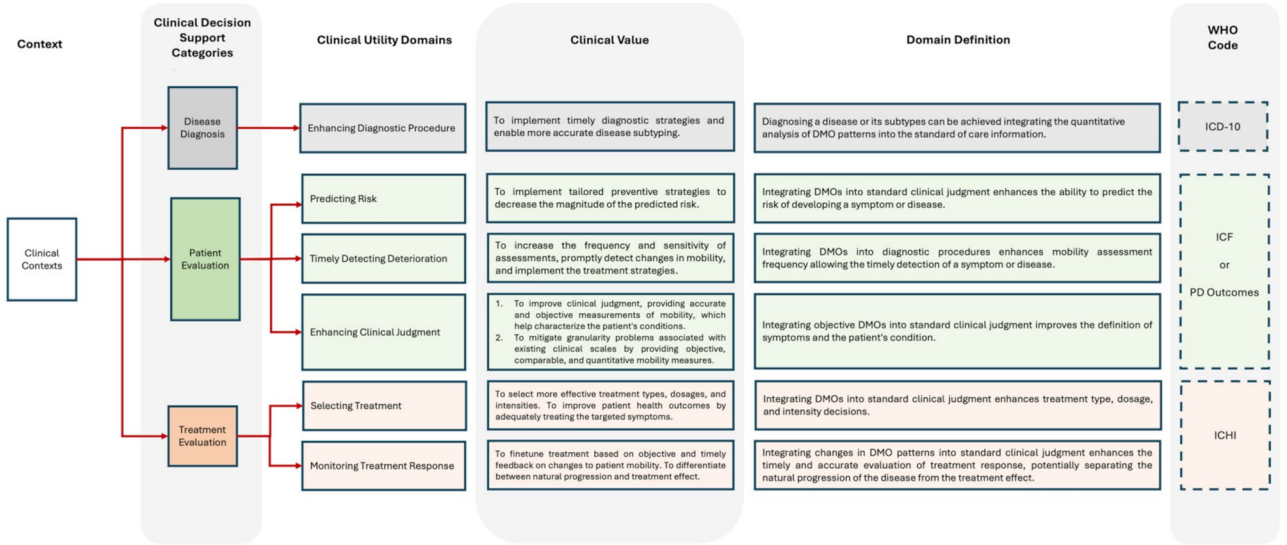 Context
Clinical Decision
Support
Categories
Clinical Utility Domains
Clinical Value
Domain Definition
WHO
Code
Clinical
Contexts
Disease
Diagnosis
Enhancing Diagnostic Procedure
To implement timely diagnostic strategies and
enable more accurate disease subtyping.
Diagnosing a disease or its subtypes can be achieved integrating the quantitative
analysis of DMO patterns into the standard of care information.
ICD-10
Patient
Evaluation
Predicting Risk
To implement tailored preventive strategies to
decrease the magnitude of the predicted risk.
Integrating DMOs into standard clinical judgment enhances the ability to predict the
risk of developing a symptom or disease.
Timely Detecting Deterioration
To increase the frequency and sensitivity of
assessments, promptly detect changes in mobility,
and implement the treatment strategies.
Integrating DMOs into diagnostic procedures enhances mobility assessment
frequency allowing the timely detection of a symptom or disease.
Enhancing Clinical Judgment
1. To improve clinical judgment, providing accurate
and objective measurements of mobility, which
help characterize the patient's conditions.
2. To mitigate granularity problems associated with
existing clinical scales by providing objective,
comparable, and quantitative mobility measures.
Integrating objective DMOs into standard clinical judgment improves the definition of
symptoms and the patient's condition.
ICF
or
PD Outcomes
Treatment
Evaluation
Selecting Treatment
To select more effective treatment types, dosages, and
intensities. To improve patient health outcomes by
adequately treating the targeted symptoms.
Integrating DMOs into standard clinical judgment enhances treatment type, dosage,
and intensity decisions.
Monitoring Treatment Response
To finetune treatment based on objective and timely
feedback on changes to patient mobility. To differentiate
between natural progression and treatment effect.
Integrating changes in DMO patterns into standard clinical judgment enhances the
timely and accurate evaluation of treatment response, potentially separating the
natural progression of the disease from the treatment effect.
ICHI